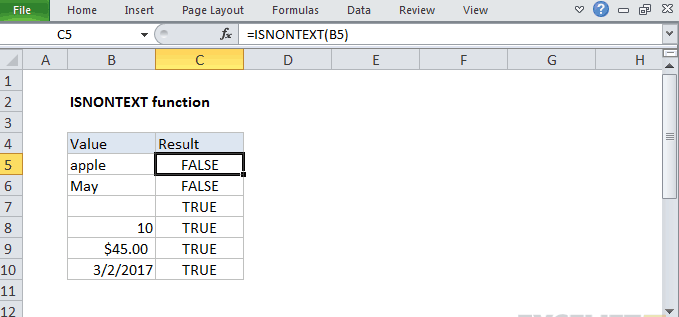 File Home Insert Page Layout Formulas Data Review View
C5 fx =ISNONTEXT(B5)
A B C D E F G H
1
2 ISNONTEXT function
3
4 Value Result
5 apple FALSE
6 May FALSE
7 TRUE
8 10 TRUE
9 $45.00 TRUE
10 3/2/2017 TRUE
11
12